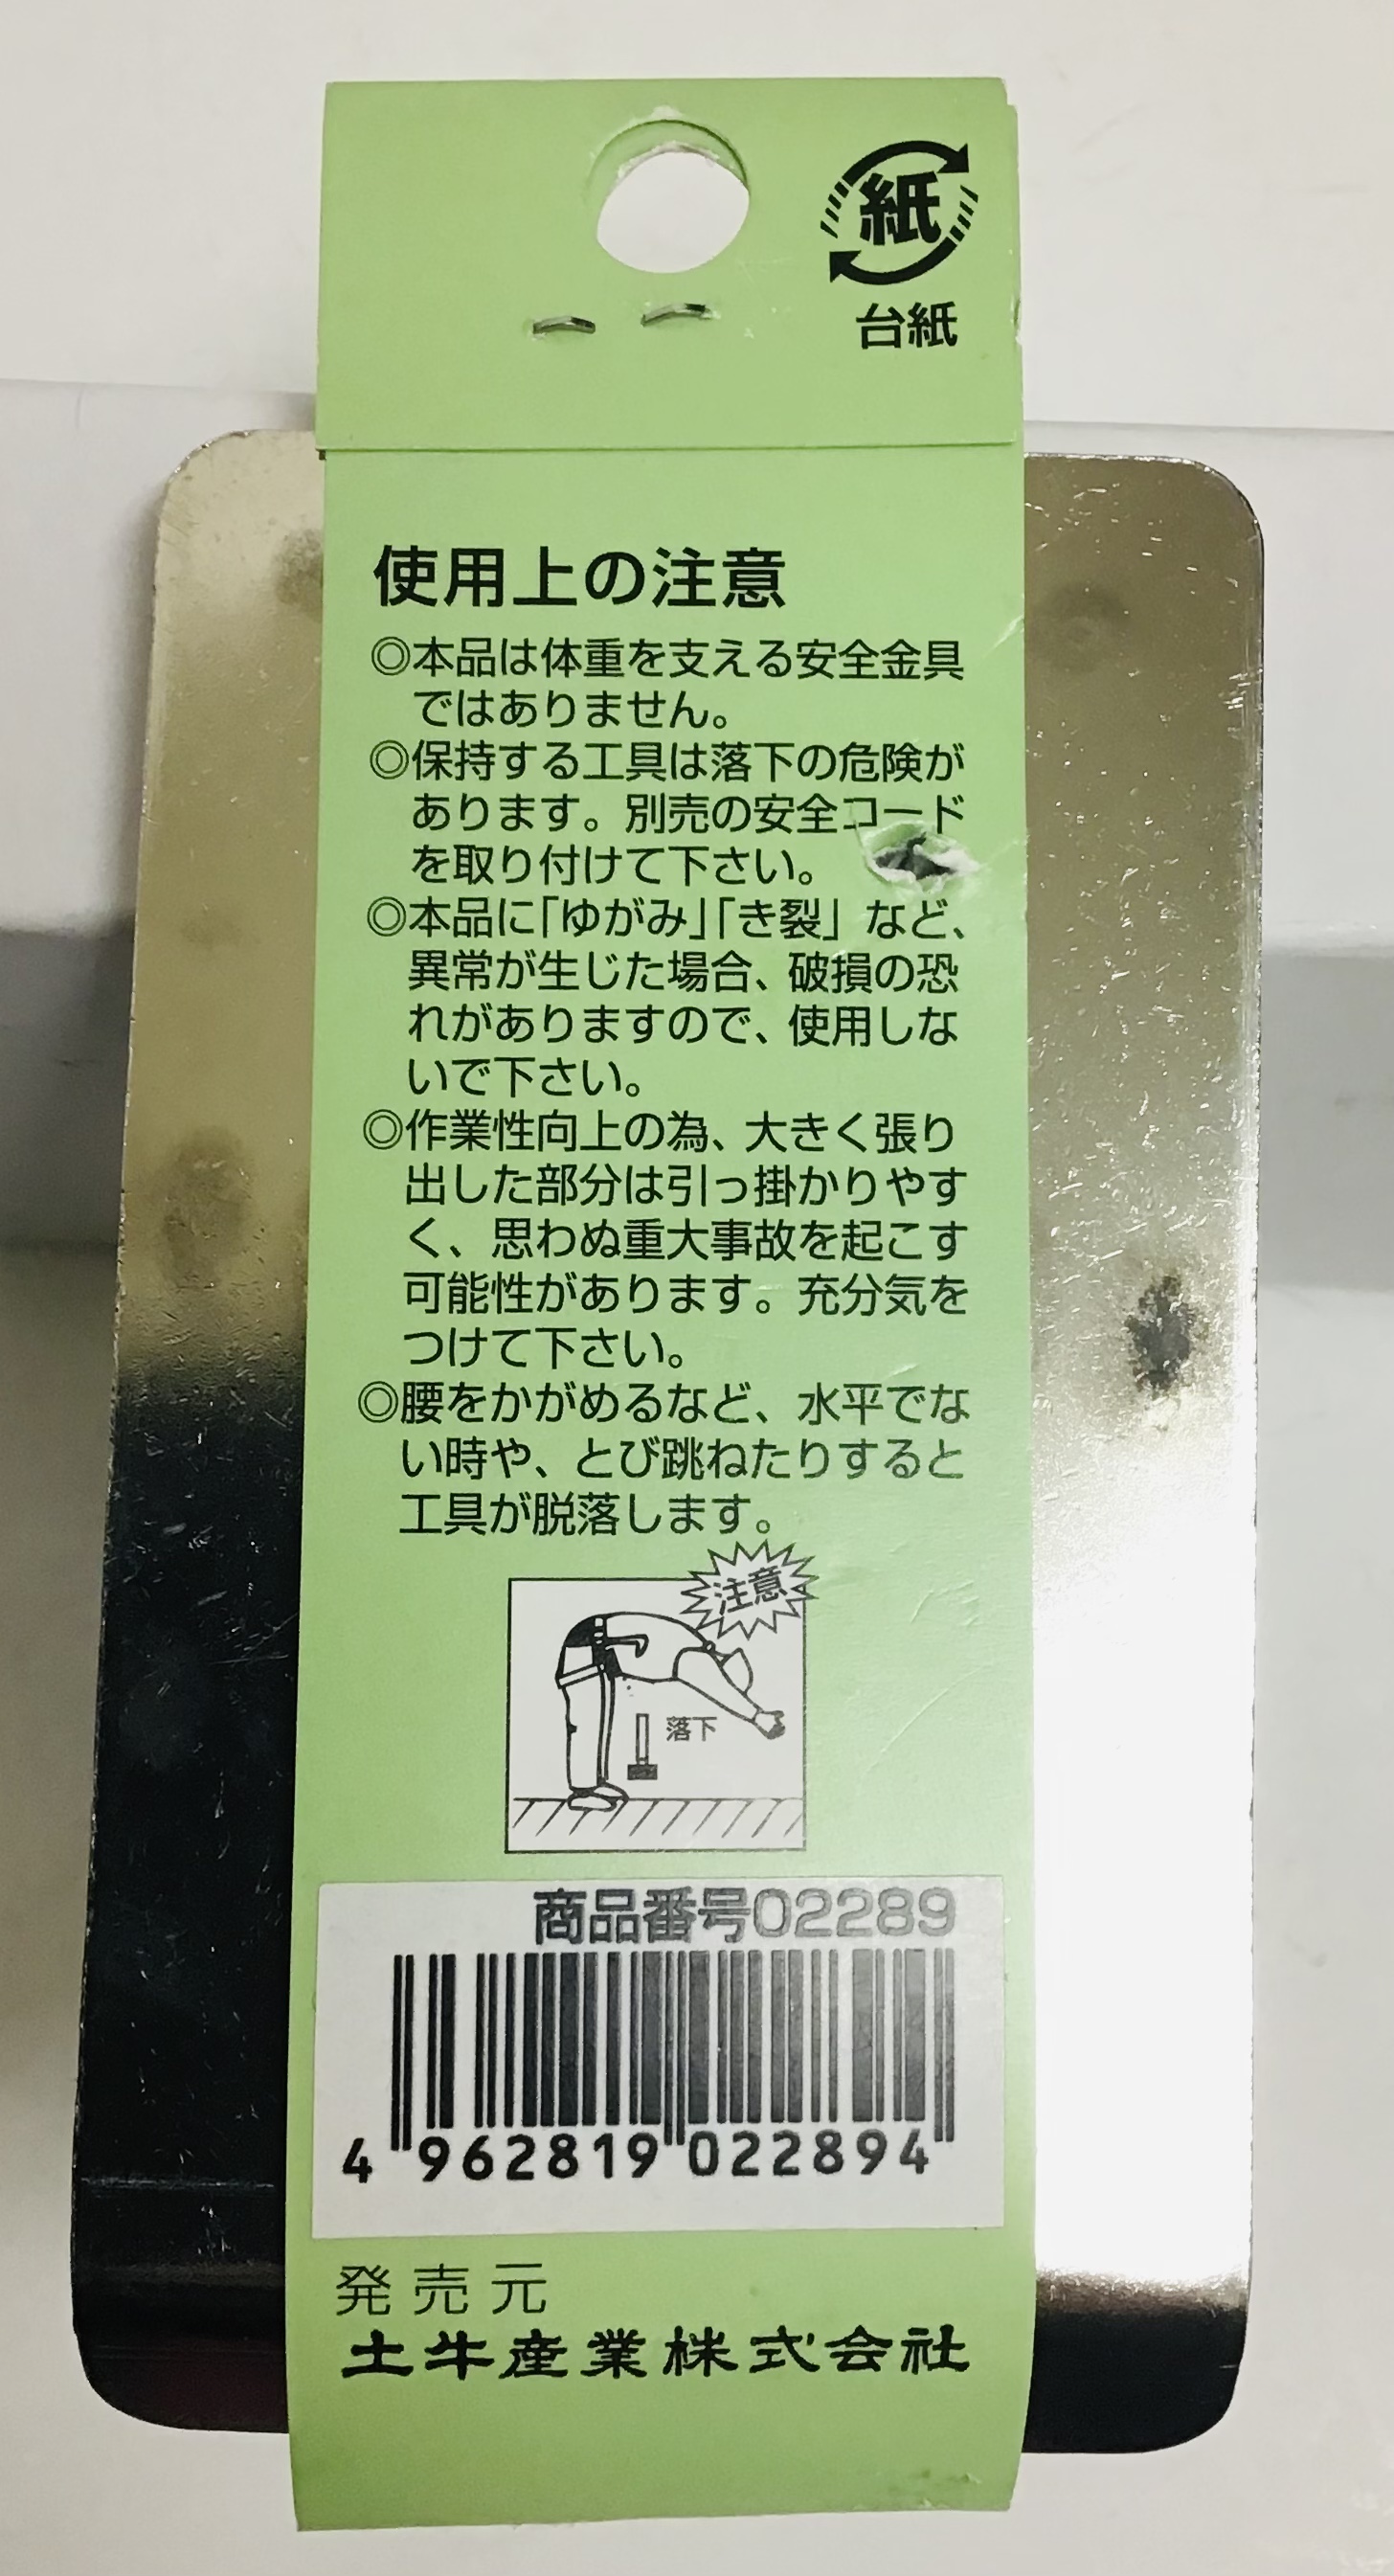 紙
台紙
使用上の注意
◎本品は体重を支える安全金具
ではありません。
◎保持する工具は落下の危険が
あります。別売の安全コード
を取り付けて下さい。
◎本品に「ゆがみ」「き裂」など、
異常が生じた場合、破損の恐
れがありますので、使用しな
いで下さい。
◎作業性向上の為、大きく張り
出した部分は引っ掛かりやす
く、思わぬ重大事故を起こす
可能性があります。充分気を
つけて下さい。
◎腰をかがめるなど、水平でな
い時や、とび跳ねたりすると
工具が脱落します。
注意
落下
商品番号02289
4 962819 022894
発売元
土牛産業株式会社